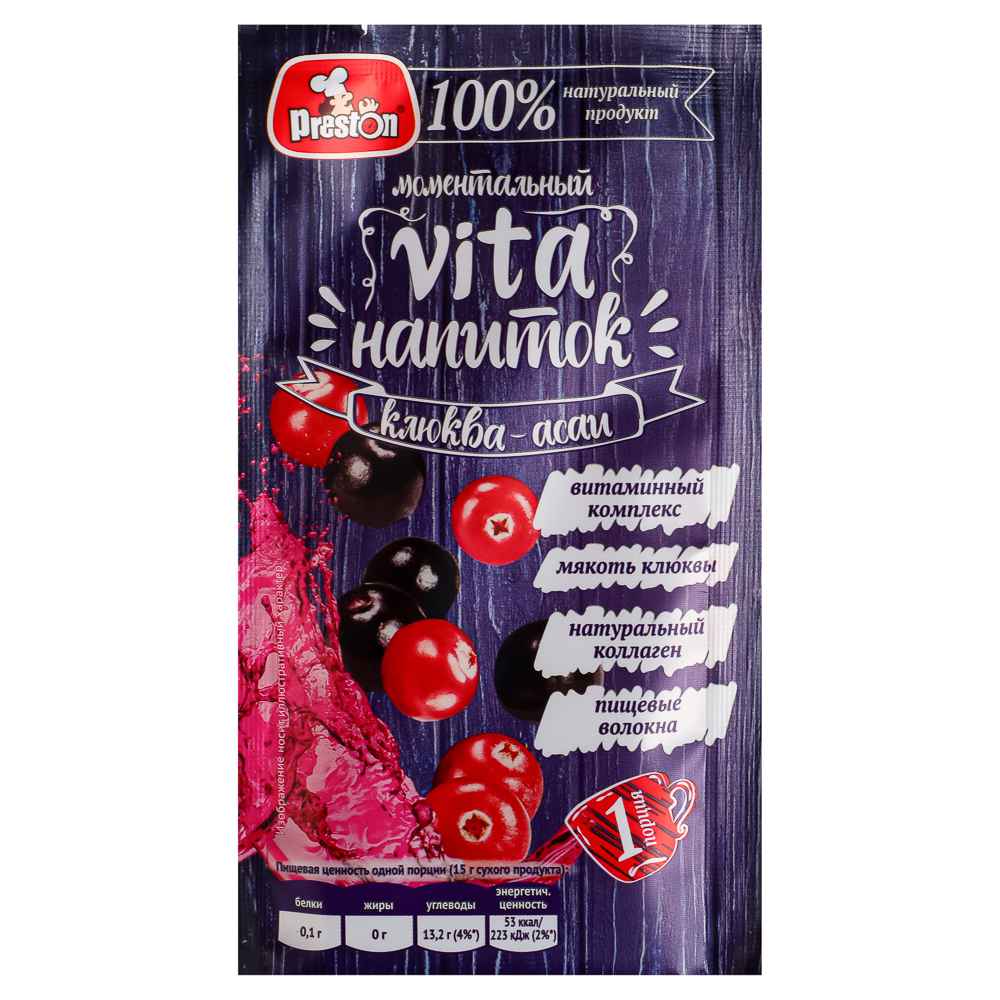 Preston®
100% натуральный
продукт
моментальный
vita
напиток
клюква - асаи
витаминный
комплекс
мякоть клюквы
натуральный
коллаген
пищевые
волокна
1 порция
Изображение носит иллюстративный характер
Пищевая ценность одной порции (15 г сухого продукта):
белки
0,1 г
жиры
0 г
углеводы
13,2 г (4%*)
энергетич.
ценность
53 ккал/
223 кДж (2%*)